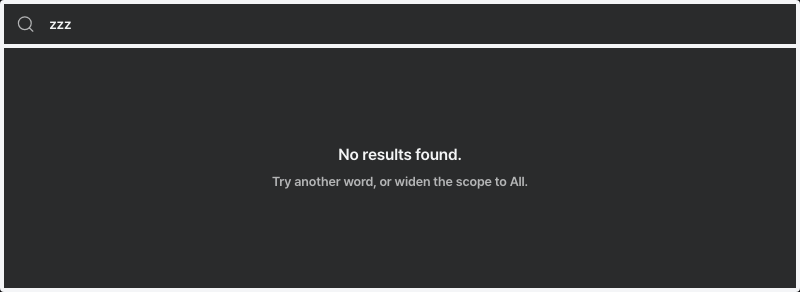 zzz
No results found.
Try another word, or widen the scope to All.